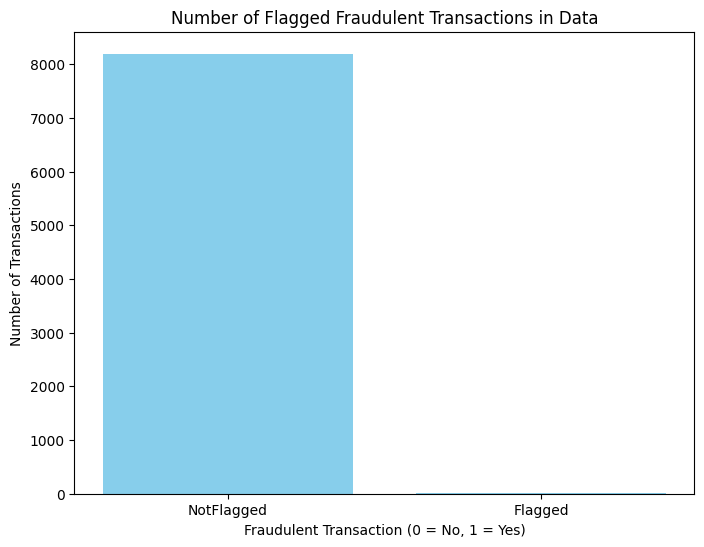 Number of Flagged Fraudulent Transactions in Data
Number of Transactions
8000
7000
6000
5000
4000
3000
2000
1000
0
NotFlagged
Flagged
Fraudulent Transaction (0 = No, 1 = Yes)